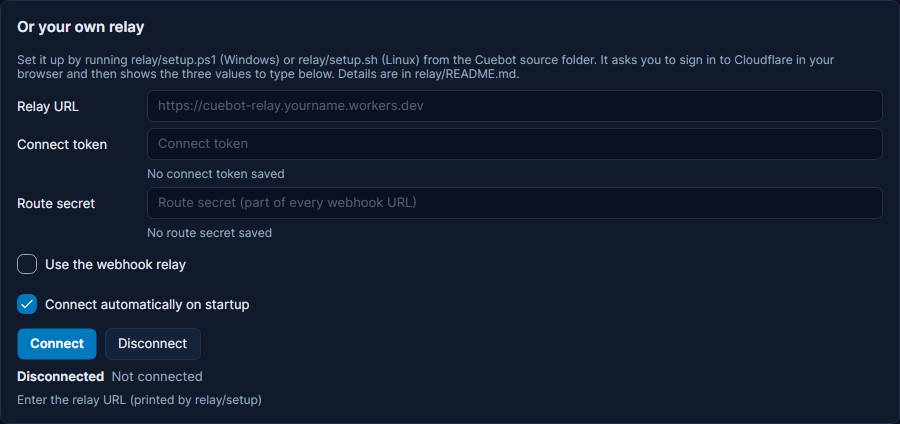 Or your own relay
Set it up by running relay/setup.ps1 (Windows) or relay/setup.sh (Linux) from the Cuebot source folder. It asks you to sign in to Cloudflare in your
browser and then shows the three values to type below. Details are in relay/README.md.
Relay URL
https://cuebot-relay.yourname.workers.dev
Connect token
Connect token
No connect token saved
Route secret
Route secret (part of every webhook URL)
No route secret saved
Use the webhook relay
Connect automatically on startup
Connect Disconnect
Disconnected Not connected
Enter the relay URL (printed by relay/setup)